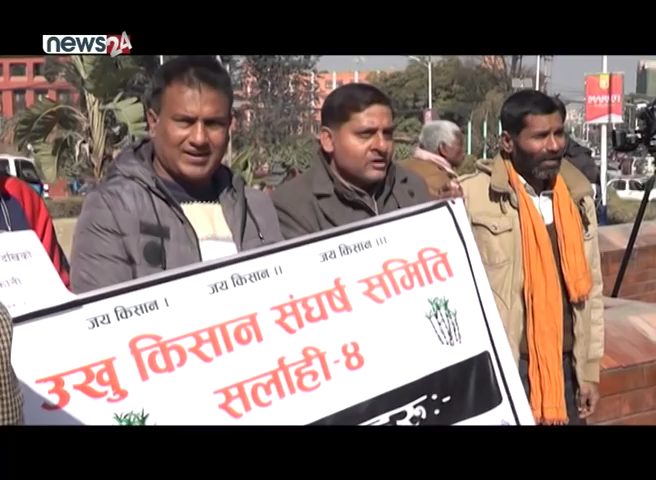 news24
जय किसान ।
जय किसान ।।
जय किसान ।।।
उखु किसान संघर्ष समिति
सर्लाही-४